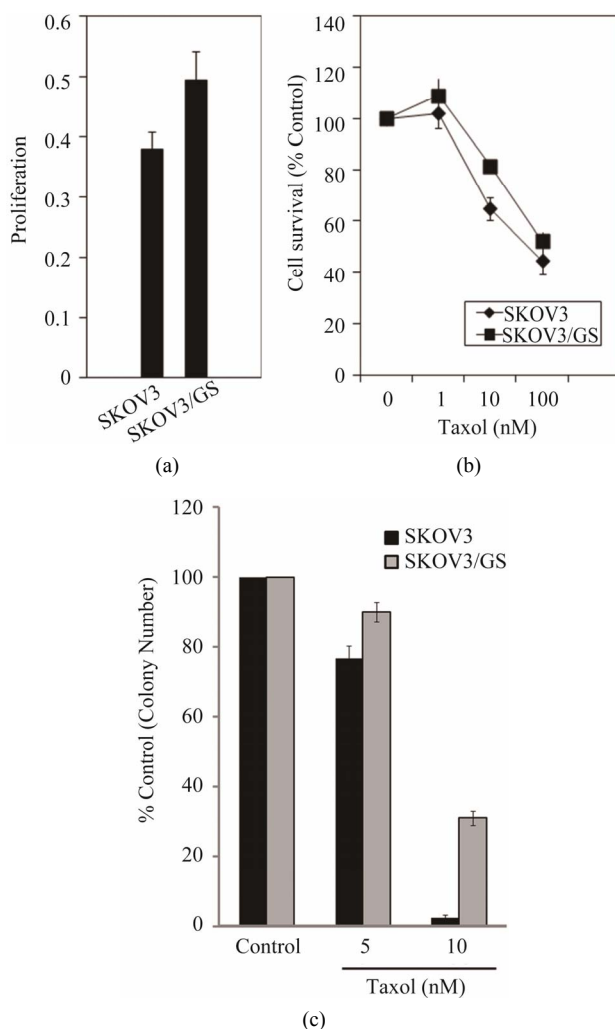 0.6
0.5
0.4
0.3
0.2
0.1
0
Proliferation
SKOV3
SKOV3/GS
(a)
140
120
100
80
60
40
20
0
Cell survival (% Control)
SKOV3
SKOV3/GS
0 1 10 100
Taxol (nM)
(b)
120
100
80
60
40
20
0
% Control (Colony Number)
SKOV3
SKOV3/GS
Control 5 10
Taxol (nM)
(c)